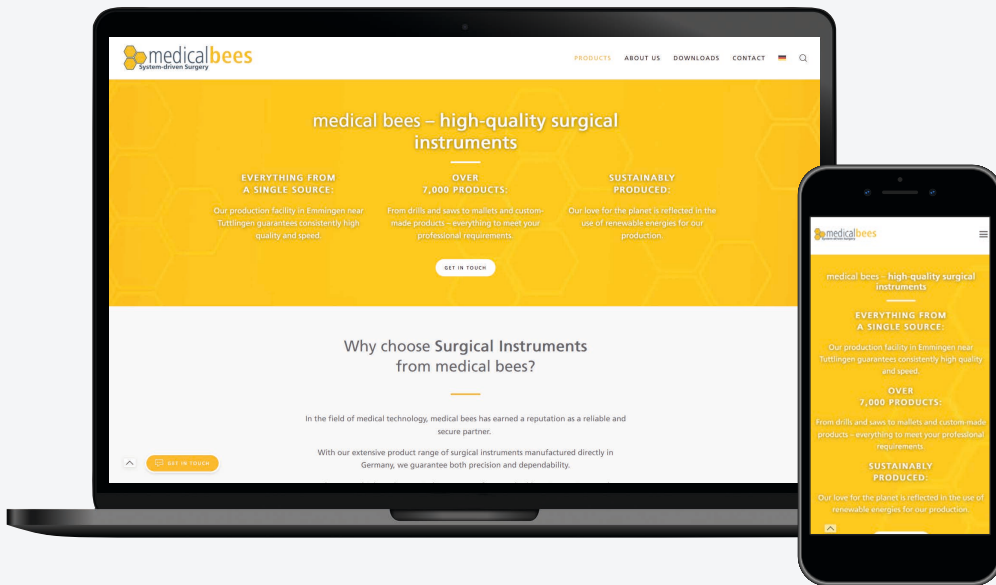 medicalbees
System-driven Surgery
PRODUCTS ABOUT US DOWNLOADS CONTACT
medical bees – high-quality surgical
instruments
EVERYTHING FROM
A SINGLE SOURCE:
Our production facility in Emmingen near
Tuttlingen guarantees consistently high
quality and speed.
OVER
7,000 PRODUCTS:
From drills and saws to mallets and custom-
made products – everything to meet your
professional requirements.
SUSTAINABLY
PRODUCED:
Our love for the planet is reflected in the
use of renewable energies for our
production.
GET IN TOUCH
Why choose Surgical Instruments
from medical bees?
In the field of medical technology, medical bees has earned a reputation as a reliable and
secure partner.
With our extensive product range of surgical instruments manufactured directly in
Germany, we guarantee both precision and dependability.
GET IN TOUCH
medicalbees
System-driven Surgery
medical bees – high-quality surgical
instruments
EVERYTHING FROM
A SINGLE SOURCE:
Our production facility in Emmingen near
Tuttlingen guarantees consistently high quality
and speed.
OVER
7,000 PRODUCTS:
From drills and saws to mallets and custom-made
products – everything to meet your professional
requirements.
SUSTAINABLY
PRODUCED:
Our love for the planet is reflected in the use of
renewable energies for our production.